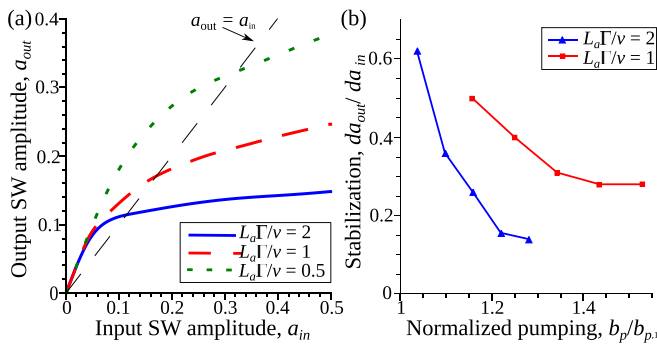 (a)
a_out = a_in
0.4
0.3
0.2
0.1
0
Output SW amplitude, a_out
L_aΓ/v = 2
L_aΓ/v = 1
L_aΓ/v = 0.5
0 0.1 0.2 0.3 0.4 0.5
Input SW amplitude, a_in
(b)
L_aΓ/v = 2
L_aΓ/v = 1
0.6
0.4
0.2
0
Stabilization, da_out/ da_in
1 1.2 1.4
Normalized pumping, b_p/b_p,1